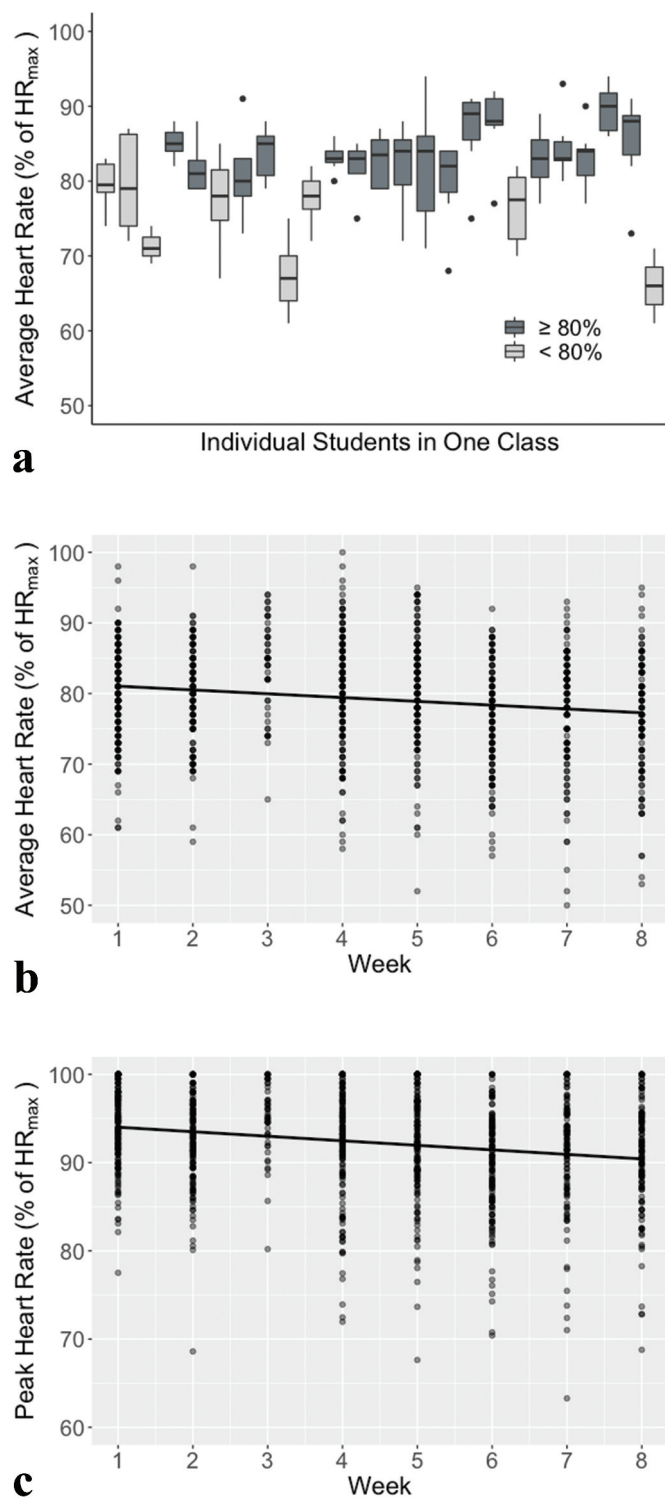 Average Heart Rate (% of HRmax )
100
90
80
70
60
50
≥ 80%
< 80%
Individual Students in One Class
a
Average Heart Rate (% of HRmax )
100
90
80
70
60
50
1 2 3 4 5 6 7 8
Week
b
Peak Heart Rate (% of HRmax )
100
90
80
70
60
1 2 3 4 5 6 7 8
Week
c